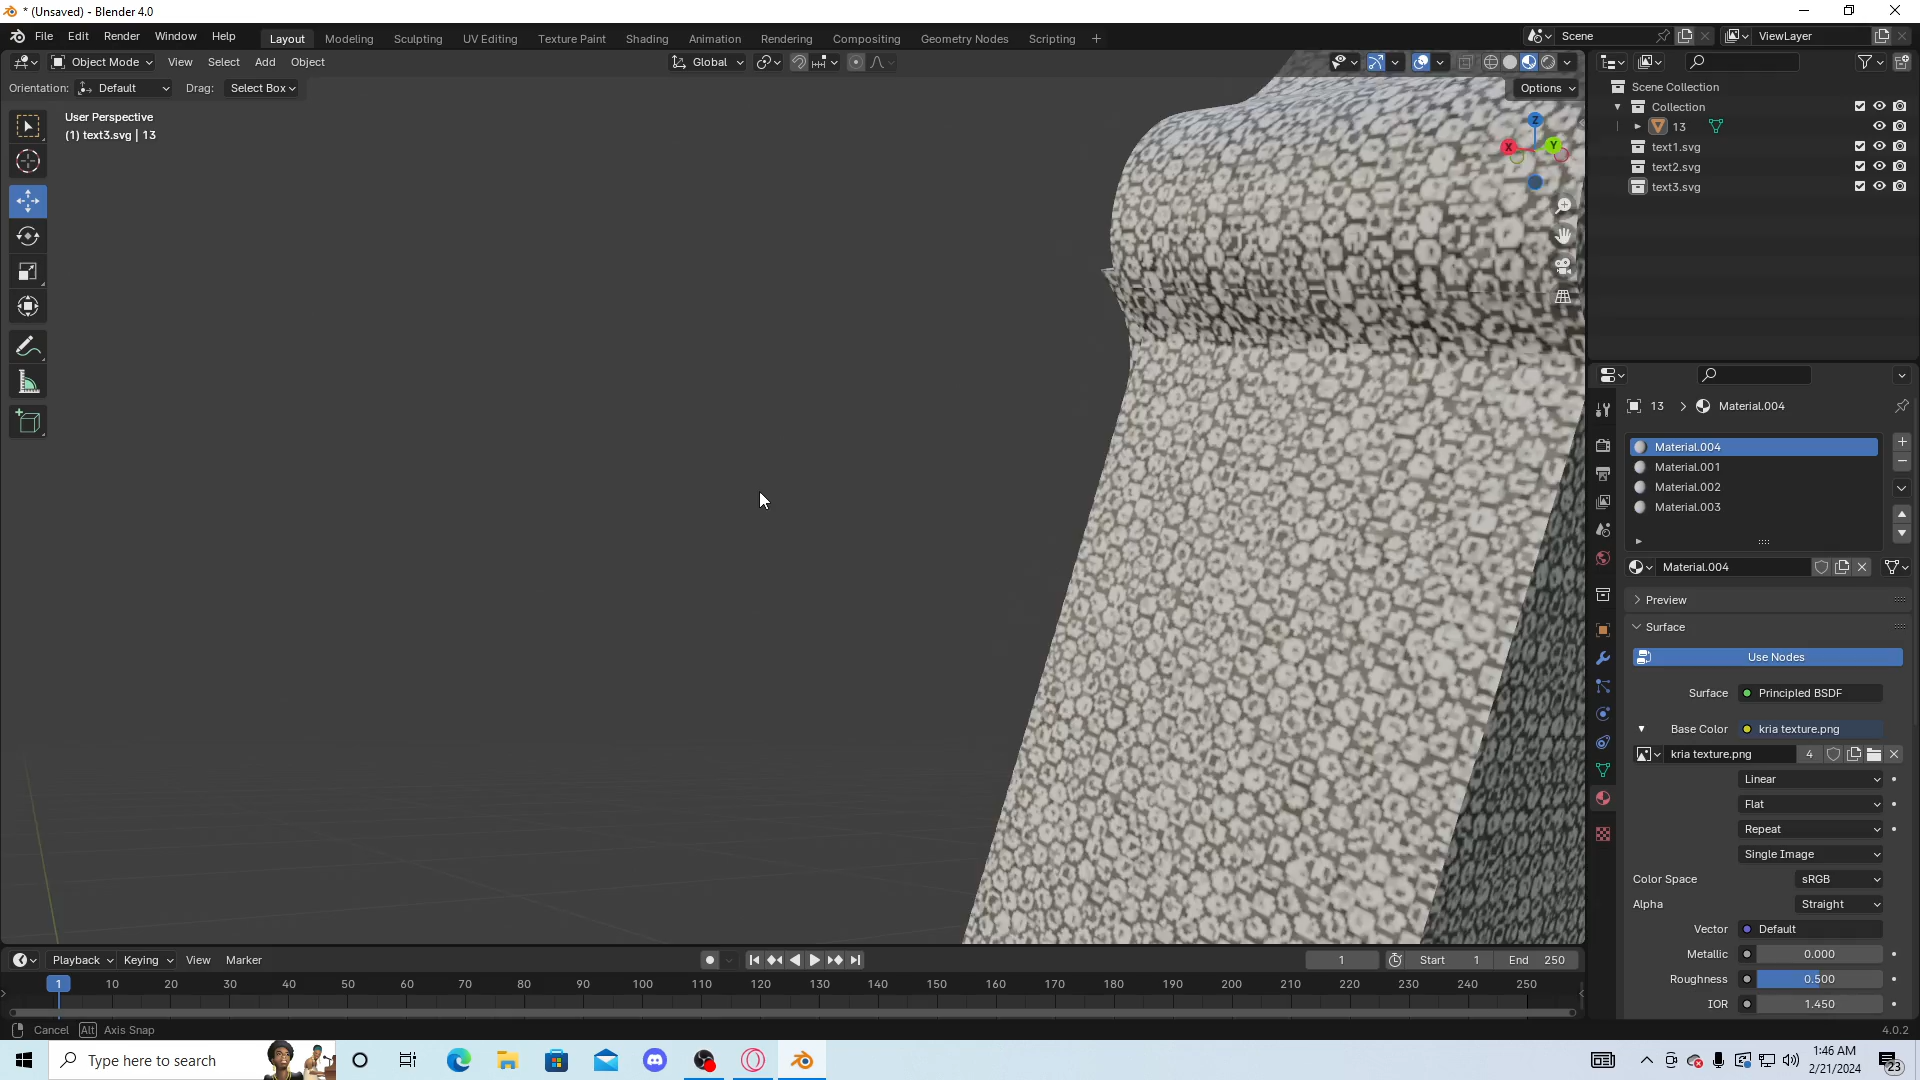 * (Unsaved) - Blender 4.0
File Edit Render Window Help
Layout Modeling Sculpting UV Editing Texture Paint Shading Animation Rendering Compositing Geometry Nodes Scripting +
Scene
ViewLayer
Object Mode View Select Add Object
Global
Orientation: Default Drag: Select Box
Options
User Perspective
(1) text3.svg | 13
X Y Z
Scene Collection
Collection
13
text1.svg
text2.svg
text3.svg
13 > Material.004
Material.004
Material.001
Material.002
Material.003
Material.004
Preview
Surface
Use Nodes
Surface Principled BSDF
Base Color kria texture.png
kria texture.png 4
Linear
Flat
Repeat
Single Image
Color Space sRGB
Alpha Straight
Vector Default
Metallic 0.000
Roughness 0.500
IOR 1.450
Playback Keying View Marker
1 Start 1 End 250
1 10 20 30 40 50 60 70 80 90 100 110 120 130 140 150 160 170 180 190 200 210 220 230 240 250
Cancel Alt Axis Snap
4.0.2
Type here to search
1:46 AM
2/21/2024
23